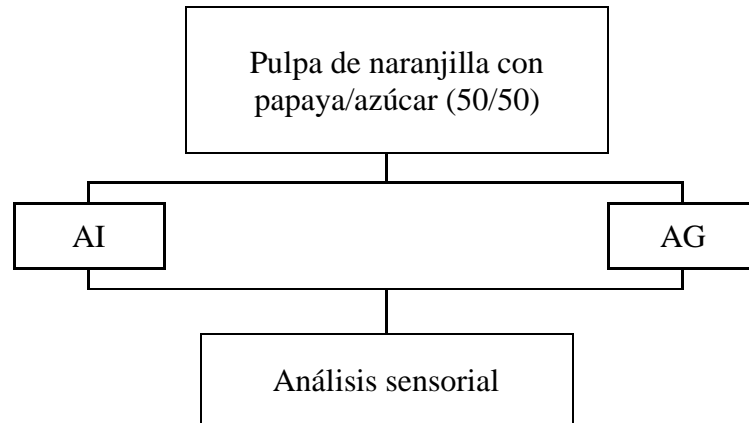 Pulpa de naranjilla con
papaya/azúcar (50/50)
AI
AG
Análisis sensorial